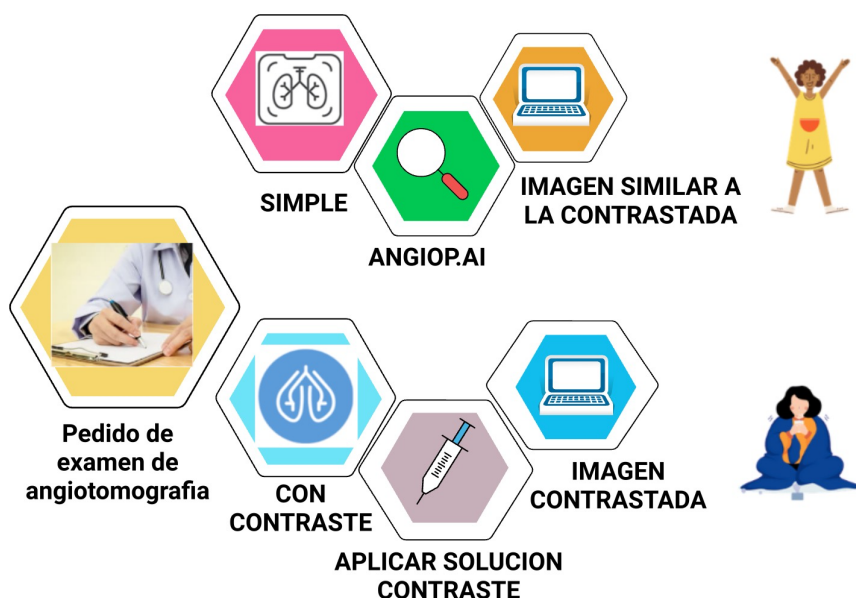 SIMPLE
ANGIOP.AI
IMAGEN SIMILAR A
LA CONTRASTADA
Pedido de
examen de
angiotomografia
CON
CONTRASTE
APLICAR SOLUCION
CONTRASTE
IMAGEN
CONTRASTADA